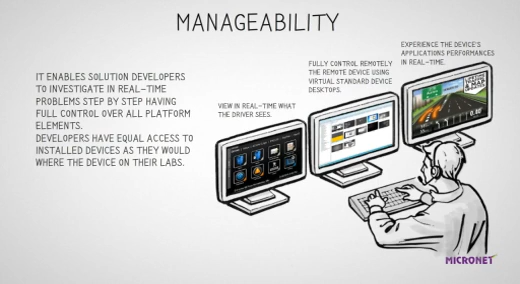 MANAGEABILITY
IT ENABLES SOLUTION DEVELOPERS
TO INVESTIGATE IN REAL-TIME
PROBLEMS STEP BY STEP HAVING
FULL CONTROL OVER ALL PLATFORM
ELEMENTS.
DEVELOPERS HAVE EQUAL ACCESS TO
INSTALLED DEVICES AS THEY WOULD
WHERE THE DEVICE ON THEIR LABS.
VIEW IN REAL-TIME WHAT
THE DRIVER SEES.
FULLY CONTROL REMOTELY
THE REMOTE DEVICE USING
VIRTUAL STANDARD DEVICE
DESKTOPS.
EXPERIENCE THE DEVICE'S
APPLICATIONS PERFORMANCES
IN REAL-TIME.
MICRONET